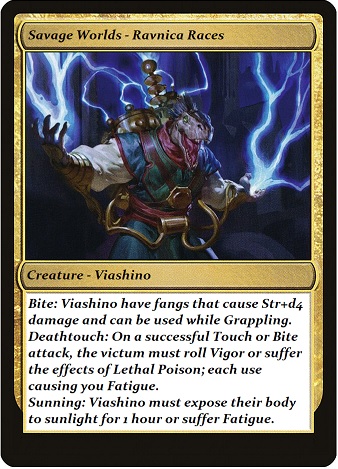 Savage Worlds - Ravnica Races
Creature - Viashino
Bite: Viashino have fangs that cause Str+d4
damage and can be used while Grappling.
Deathtouch: On a successful Touch or Bite
attack, the victum must roll Vigor or suffer
the effects of Lethal Poison; each use
causing you Fatigue.
Sunning: Viashino must expose their body
to sunlight for 1 hour or suffer Fatigue.